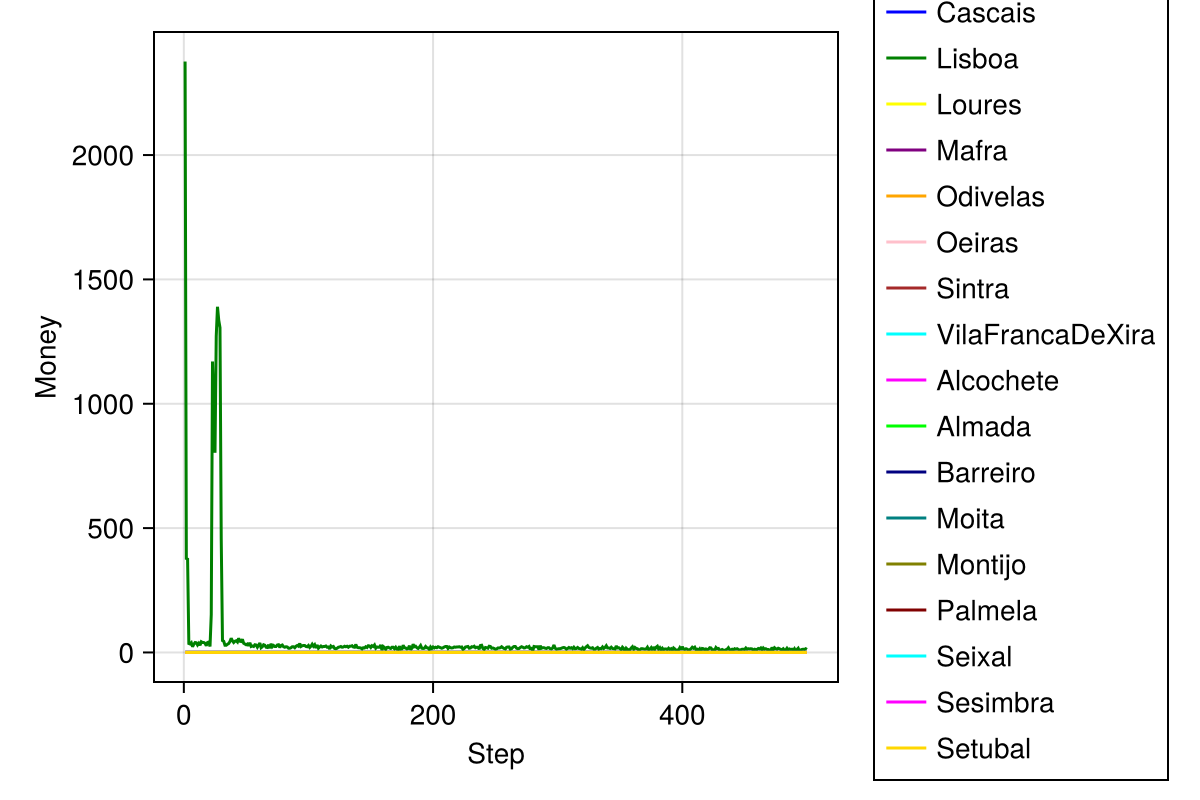 Money
2000
1500
1000
500
0
0
200
400
Step
Cascais
Lisboa
Loures
Mafra
Odivelas
Oeiras
Sintra
VilaFrancaDeXira
Alcochete
Almada
Barreiro
Moita
Montijo
Palmela
Seixal
Sesimbra
Setubal